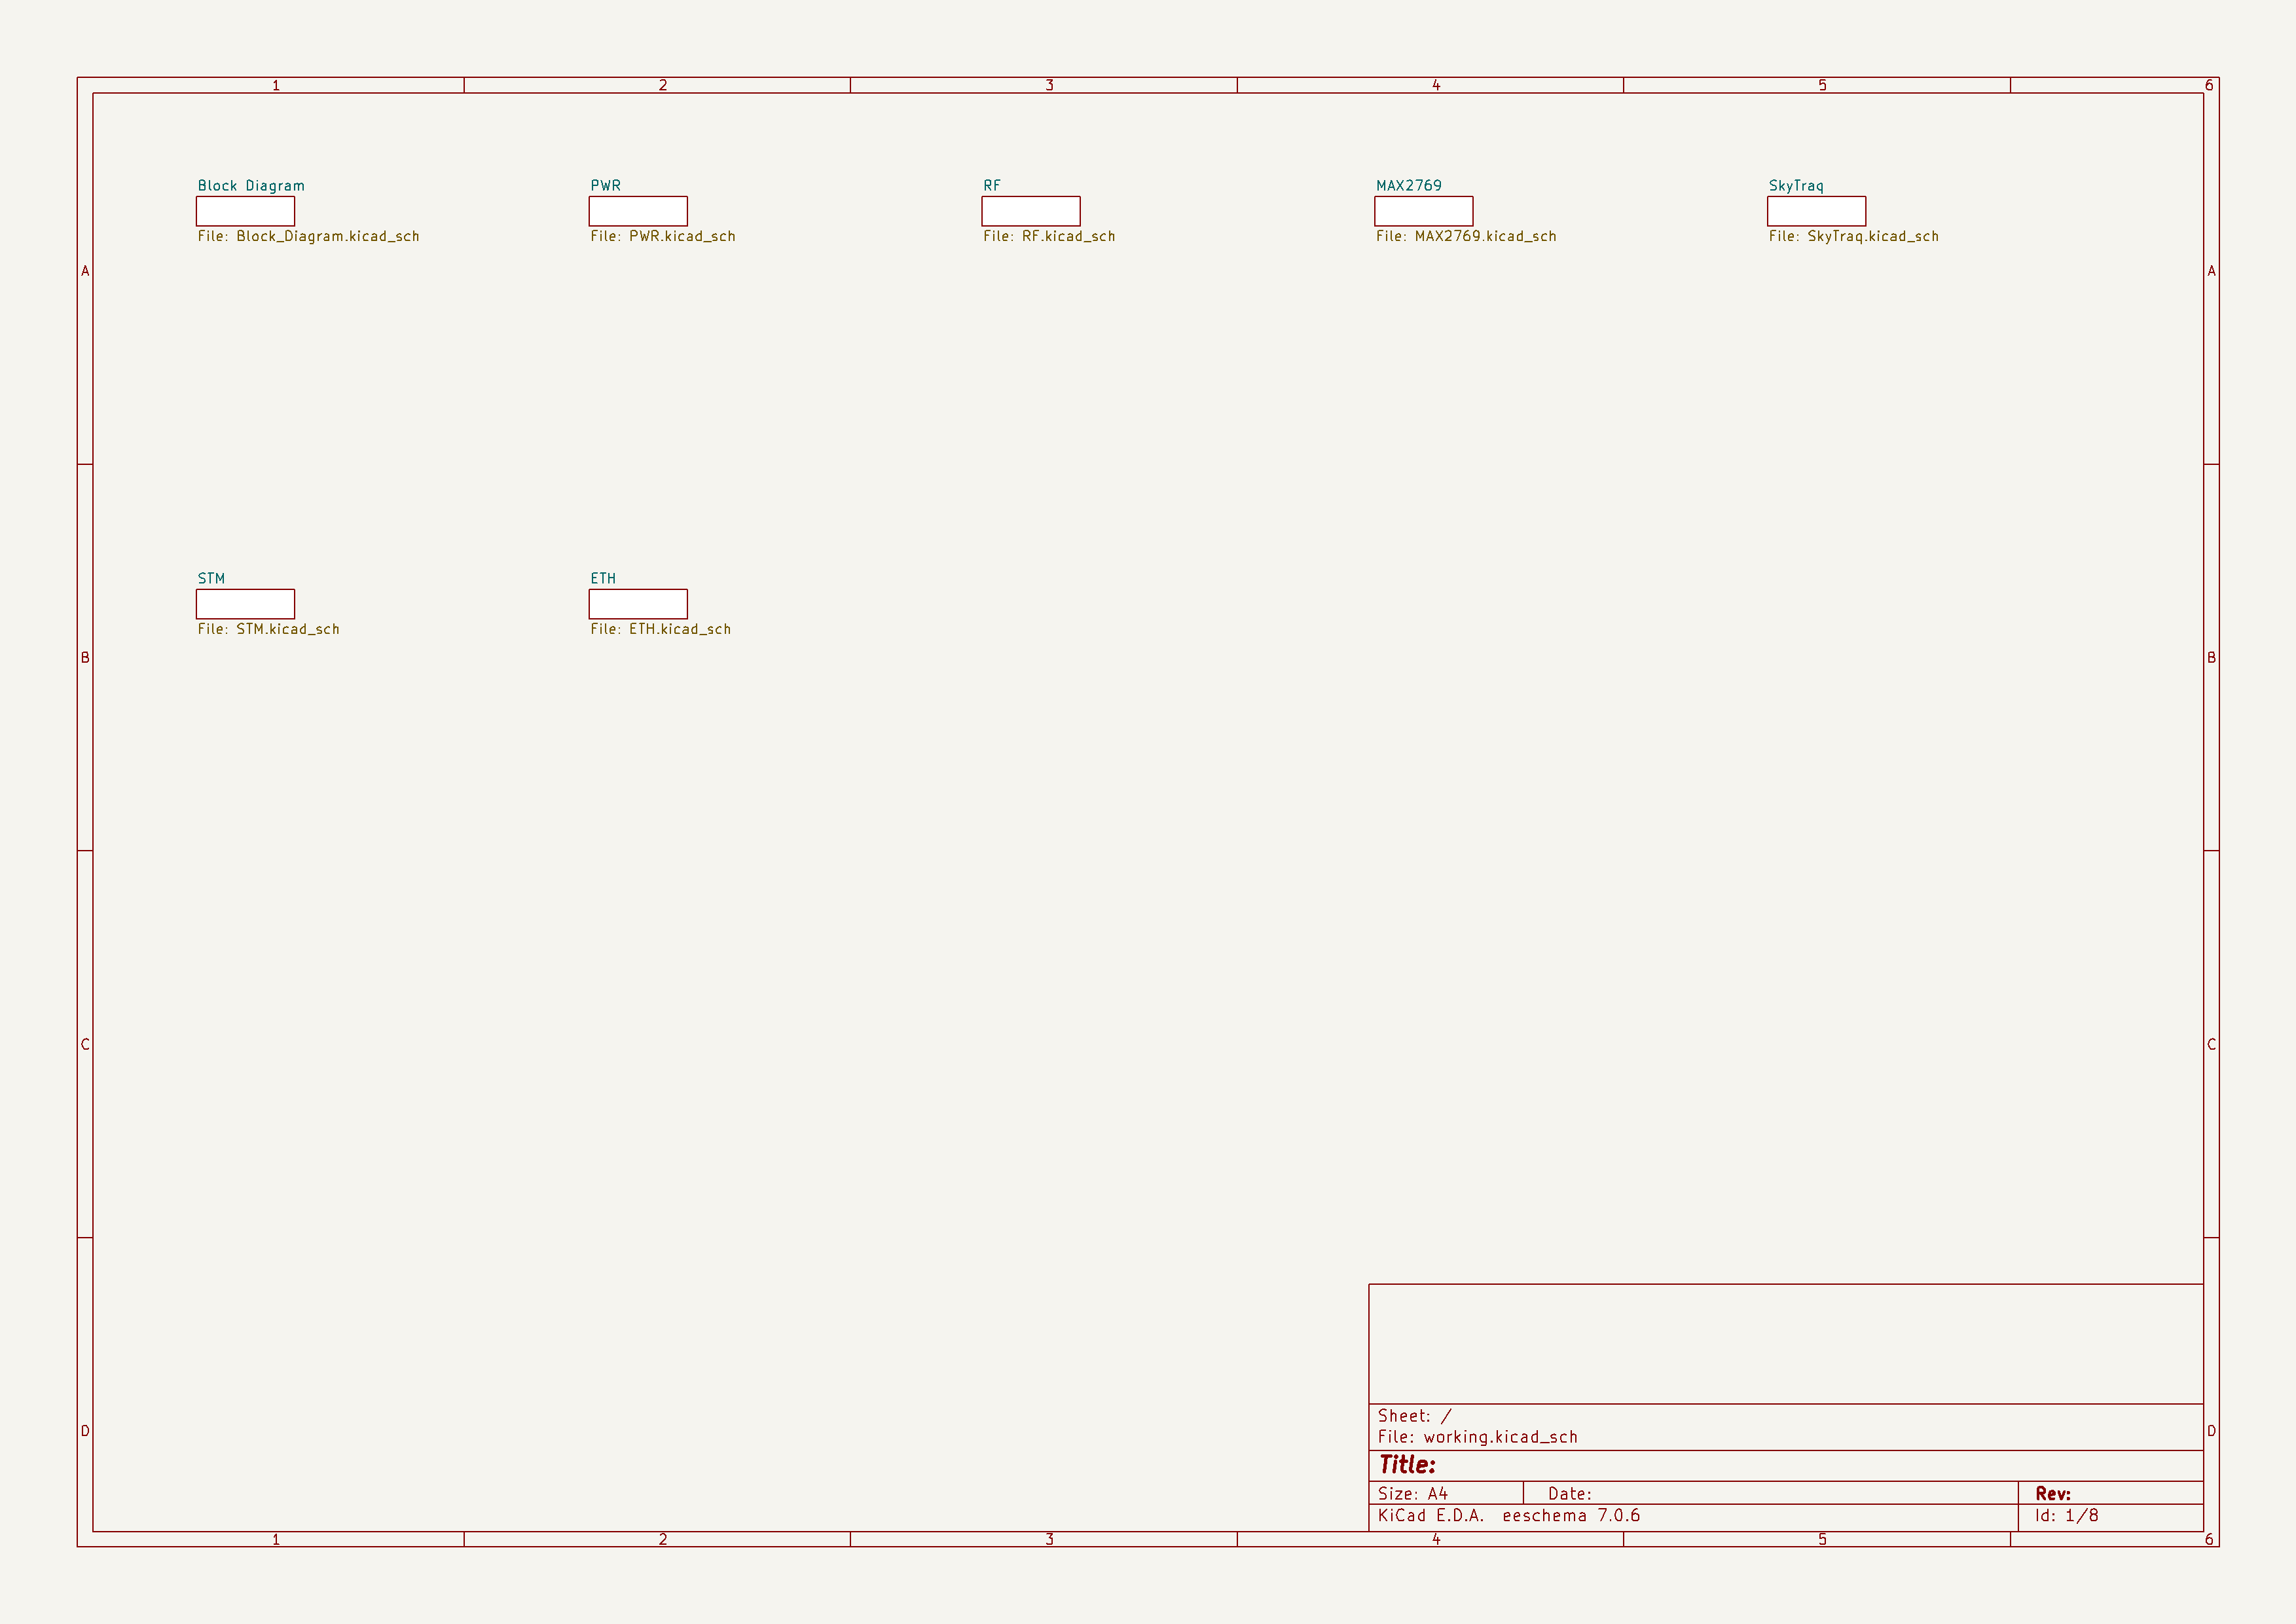 1 2 3 4 5 6
Block Diagram PWR RF MAX2769 SkyTraq
File: Block_Diagram.kicad_sch File: PWR.kicad_sch File: RF.kicad_sch File: MAX2769.kicad_sch File: SkyTraq.kicad_sch
A A
STM ETH
File: STM.kicad_sch File: ETH.kicad_sch
B B
C C
Sheet: /
D D
File: working.kicad_sch
Title:
Size: A4 Date: Rev:
KiCad E.D.A. eeschema 7.0.6 Id: 1/8
1 2 3 4 5 6